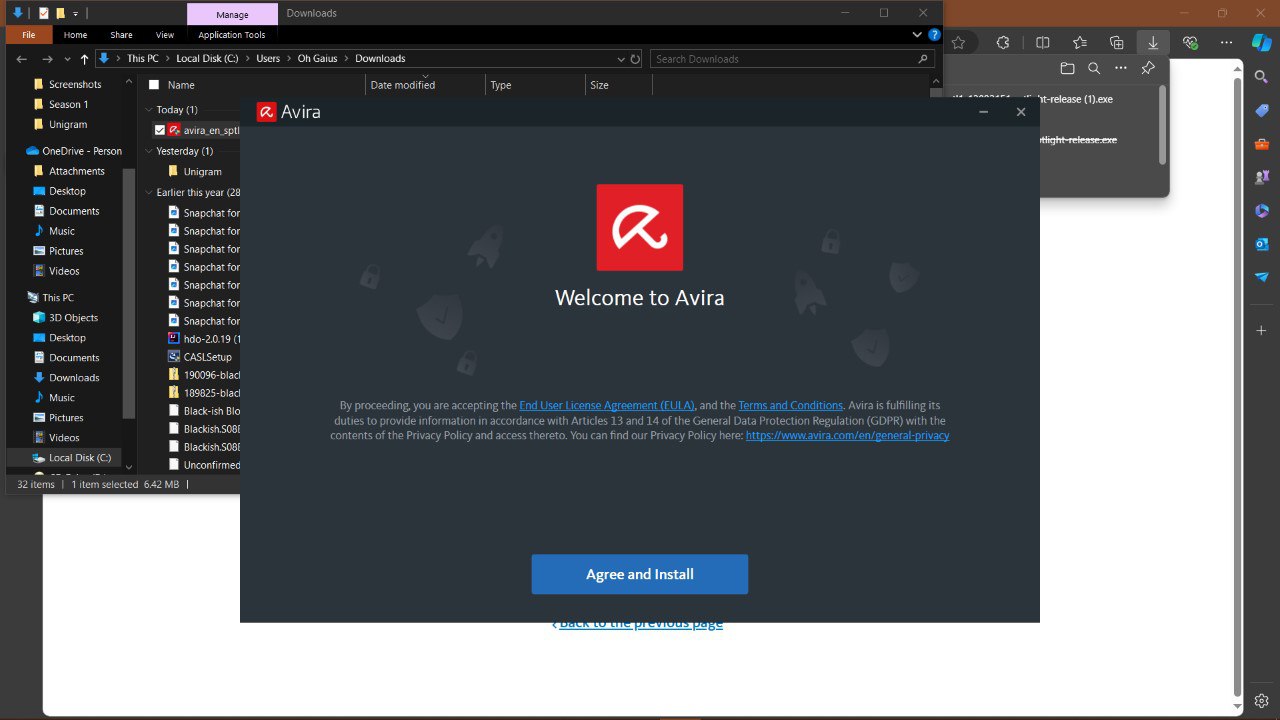 Manage
Downloads
File
Home
Share
View
Application Tools
This PC
Local Disk (C:)
Users
Oh Gaius
Downloads
Search Downloads
Screenshots
Season 1
Unigram
OneDrive - Person
Attachments
Desktop
Documents
Music
Pictures
Videos
This PC
3D Objects
Desktop
Documents
Downloads
Music
Pictures
Videos
Local Disk (C:)
Name
Date modified
Type
Size
Today (1)
avira_en_sptl
Yesterday (1)
Unigram
Earlier this year (28
Snapchat for
Snapchat for
Snapchat for
Snapchat for
Snapchat for
Snapchat for
Snapchat for
hdo-2.0.19 (1
CASLSetup
190096-black
189825-black
Black-ish Blo
Blackish.S08E
Blackish.S08E
Unconfirmed
32 items
1 item selected 6.42 MB
light-release (1).exe
otlight-release.exe
Avira
Welcome to Avira
By proceeding, you are accepting the End User License Agreement (EULA), and the Terms and Conditions. Avira is fulfilling its
duties to provide information in accordance with Articles 13 and 14 of the General Data Protection Regulation (GDPR) with the
contents of the Privacy Policy and access thereto. You can find our Privacy Policy here: https://www.avira.com/en/general-privacy
Agree and Install
Back to the previous page